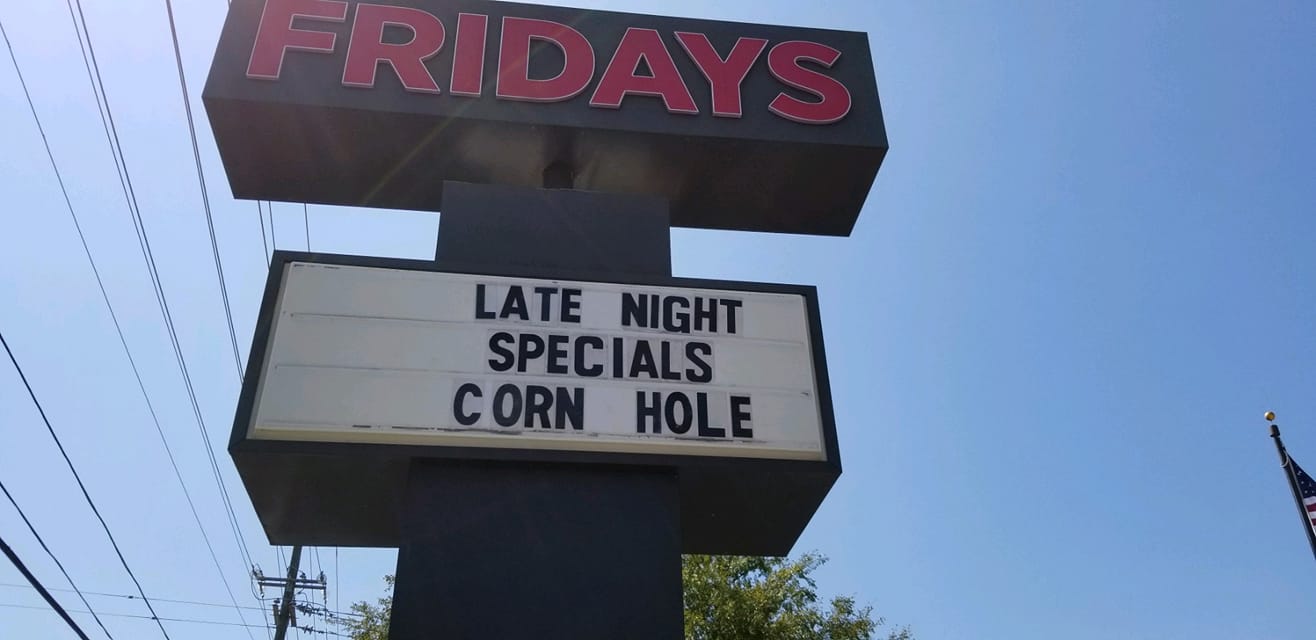 FRIDAYS
LATE NIGHT
SPECIALS
CORN HOLE